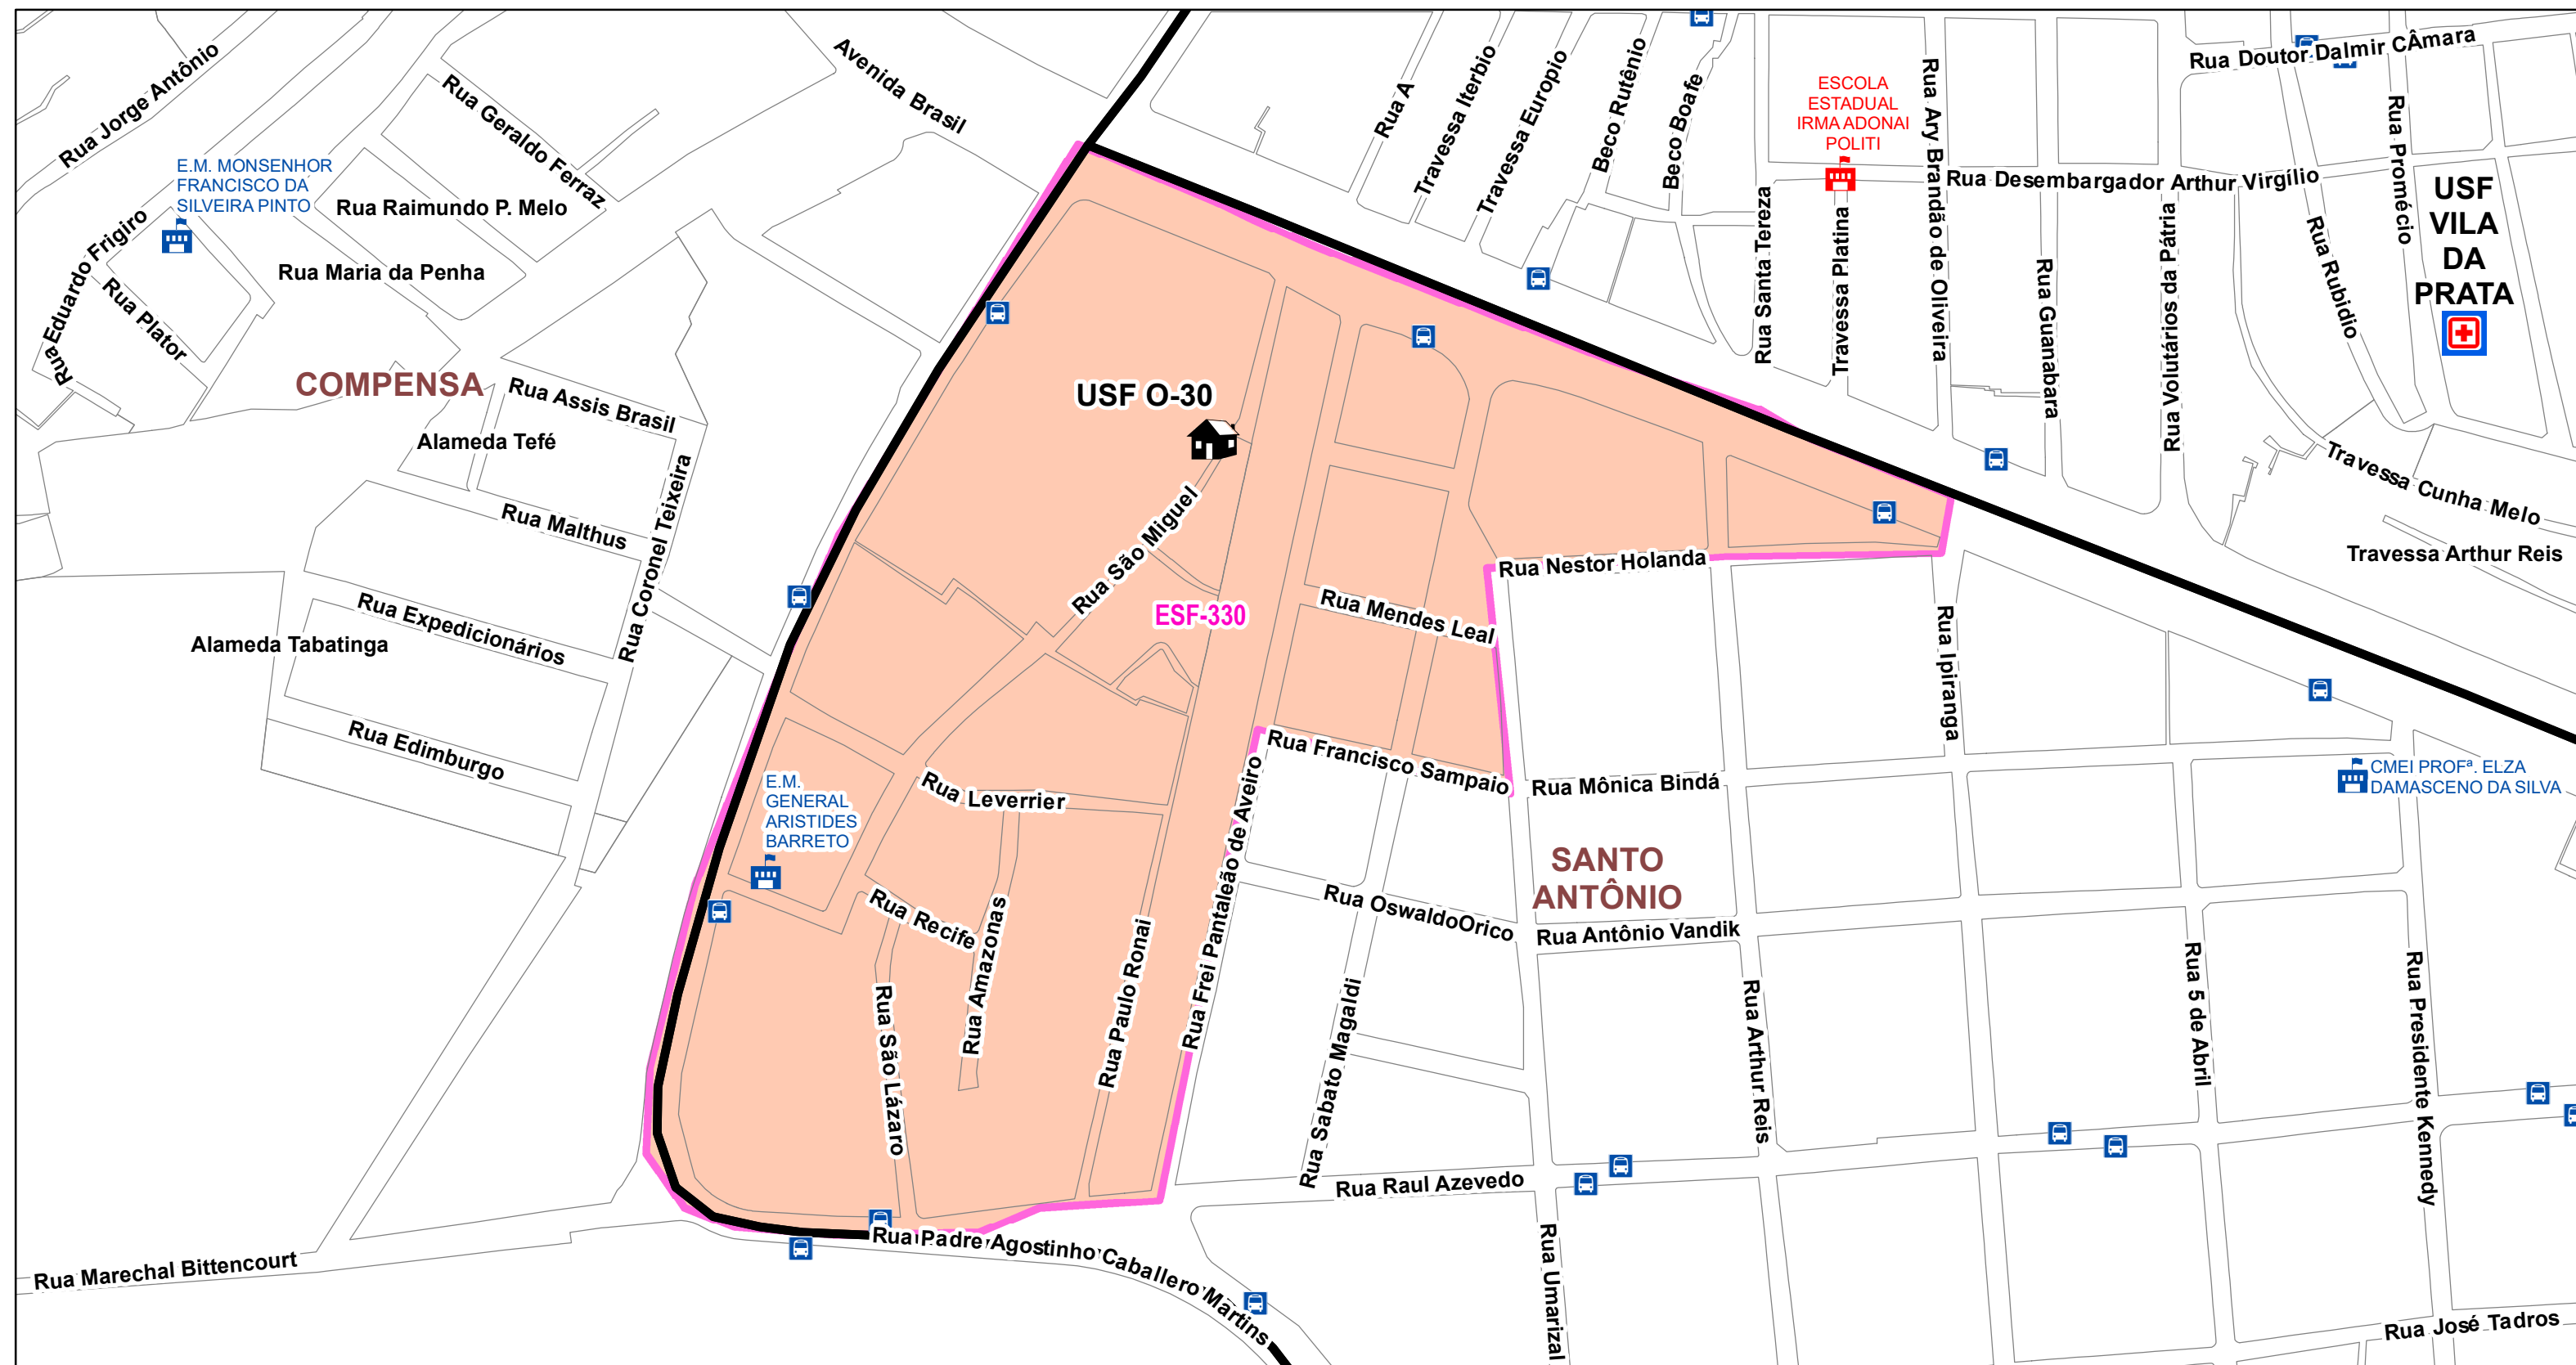 Rua Jorge Antônio
Rua Geraldo Ferraz
Avenida Brasil
E.M. MONSENHOR
FRANCISCO DA
SILVEIRA PINTO
Rua Raimundo P. Melo
Rua Maria da Penha
Rua Eduardo Frigiro
Rua Plator
COMPENSA
Rua Assis Brasil
Alameda Tefé
Rua Malthus
Rua Coronel Teixeira
Rua Expedicionários
Alameda Tabatinga
Rua Edimburgo
Rua Marechal Bittencourt
Rua A
Travessa Iterbio
Travessa Europio
Beco Rutênio
Beco Boafe
ESCOLA
ESTADUAL
IRMA ADONAI
POLITI
Rua Santa Tereza
Travessa Platina
Rua Ary Brandão de Oliveira
Rua Doutor Dalmir CÂmara
Rua Desembargador Arthur Virgílio
Rua Guanabara
Rua Volutários da Pátria
Rua Rubidio
Rua Promécio
USF
VILA
DA
PRATA
Travessa Cunha Melo
Travessa Arthur Reis
USF O-30
Rua São Miguel
ESF-330
Rua Nestor Holanda
Rua Mendes Leal
Rua Francisco Sampaio
Rua Ipiranga
Rua Mônica Bindá
CMEI PROFª. ELZA
DAMASCENO DA SILVA
E.M.
GENERAL
ARISTIDES
BARRETO
Rua Leverrier
Rua Recife
Rua Amazonas
Rua São Lázaro
Rua Paulo Ronai
Rua Frei Pantaleão de Aveiro
SANTO
ANTÔNIO
Rua OswaldoOrico
Rua Antônio Vandik
Rua Sabato Magaldi
Rua Arthur Reis
Rua 5 de Abril
Rua Presidente Kennedy
Rua Raul Azevedo
Rua Padre Agostinho Caballero Martins
Rua Umarizal
Rua José Tadros